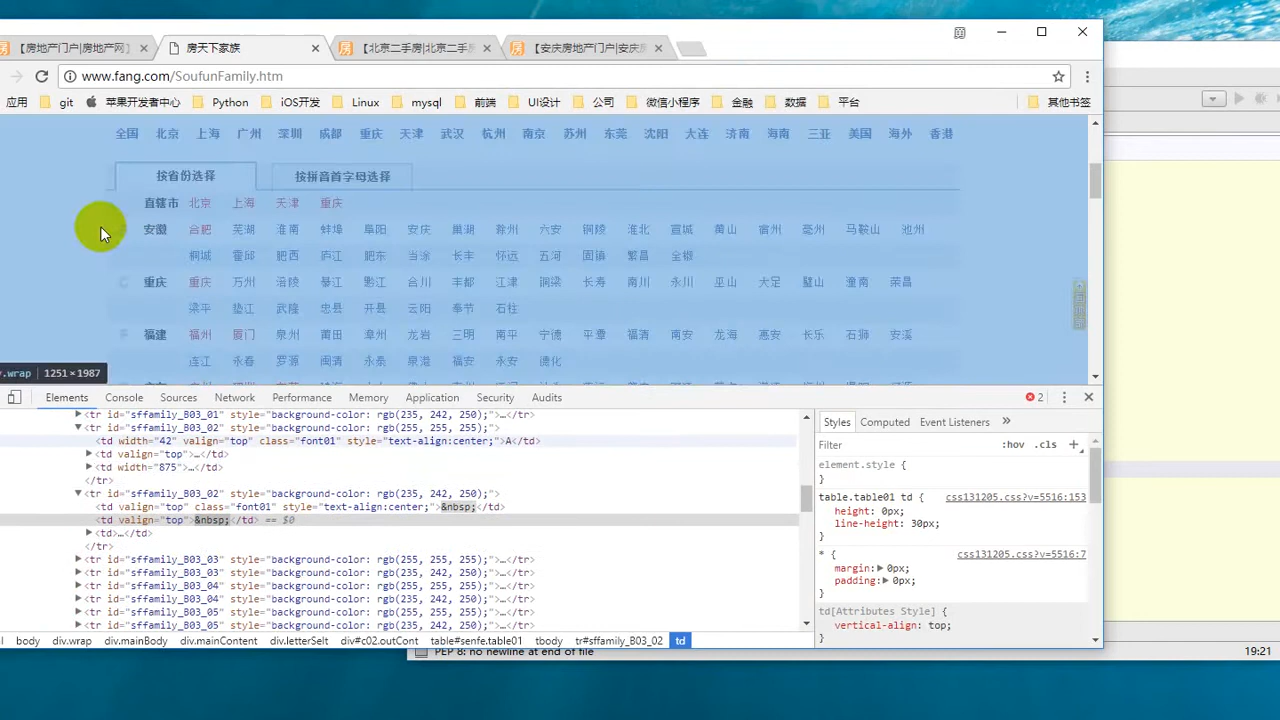 【房地产门户|房地产网】 房天下家族 【北京二手房|北京二手房 【安庆房地产门户|安庆房
www.fang.com/SoufunFamily.htm
应用 git 苹果开发者中心 Python iOS开发 Linux mysql 前端 UI设计 公司 微信小程序 金融 数据 平台 其他书签
全国 北京 上海 广州 深圳 成都 重庆 天津 武汉 杭州 南京 苏州 东莞 沈阳 大连 济南 海南 三亚 美国 海外 香港
按省份选择 按拼音首字母选择
直辖市 北京 上海 天津 重庆
安徽 合肥 芜湖 淮南 蚌埠 阜阳 安庆 巢湖 滁州 六安 铜陵 淮北 宣城 黄山 宿州 亳州 马鞍山 池州
桐城 霍邱 肥西 庐江 肥东 当涂 长丰 怀远 五河 固镇 繁昌 全椒
重庆 重庆 万州 涪陵 綦江 黔江 合川 丰都 江津 铜梁 长寿 南川 永川 巫山 大足 璧山 潼南 荣昌
梁平 垫江 武隆 忠县 开县 云阳 奉节 石柱
福建 福州 厦门 泉州 莆田 漳州 龙岩 三明 南平 宁德 平潭 福清 南安 龙海 惠安 长乐 石狮 安溪
连江 永春 罗源 闽清 永泰 泉港 福安 永安 德化
.wrap 1251×1987
Elements Console Sources Network Performance Memory Application Security Audits 2
<tr id="sffamily_B03_01" style="background-color: rgb(235, 242, 250);">…</tr>
<tr id="sffamily_B03_02" style="background-color: rgb(255, 255, 255);">
<td width="42" valign="top" class="font01" style="text-align:center;">A</td>
<td valign="top">…</td>
<td width="875">…</td>
</tr>
<tr id="sffamily_B03_02" style="background-color: rgb(235, 242, 250);">
<td valign="top" class="font01" style="text-align:center;">&nbsp;</td>
<td valign="top">&nbsp;</td> == $0
<td>…</td>
</tr>
<tr id="sffamily_B03_03" style="background-color: rgb(255, 255, 255);">…</tr>
<tr id="sffamily_B03_03" style="background-color: rgb(235, 242, 250);">…</tr>
<tr id="sffamily_B03_04" style="background-color: rgb(255, 255, 255);">…</tr>
<tr id="sffamily_B03_04" style="background-color: rgb(235, 242, 250);">…</tr>
<tr id="sffamily_B03_05" style="background-color: rgb(255, 255, 255);">…</tr>
<tr id="sffamily_B03_05" style="background-color: rgb(235, 242, 250);">…</tr>
l body div.wrap div.mainBody div.mainContent div.letterSelt div#c02.outCont table#senfe.table01 tbody tr#sffamily_B03_02 td
Styles Computed Event Listeners »
Filter :hov .cls +
element.style {
}
table.table01 td { css131205.css?v=5516:153
height: 0px;
line-height: 30px;
}
* { css131205.css?v=5516:7
margin: 0px;
padding: 0px;
}
td[Attributes Style] {
vertical-align: top;
}
PEP 8: no newline at end of file 19:21